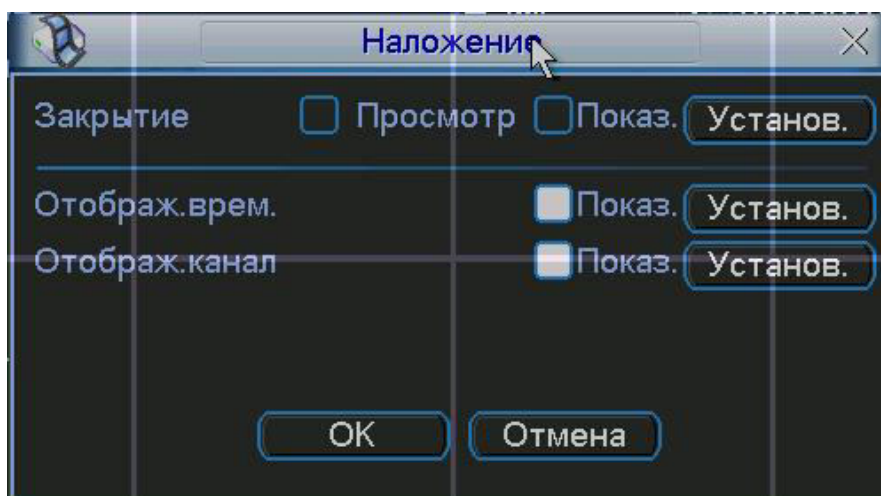 Наложение
Закрытие Просмотр Показ. Установ.
Отображ.врем. Показ. Установ.
Отображ.канал Показ. Установ.
OK Отмена